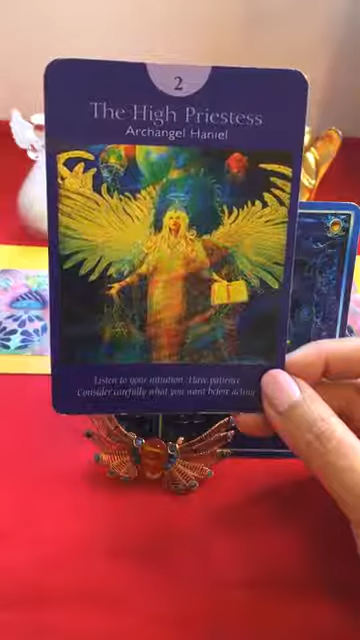 2
The High Priestess
Archangel Haniel
Listen to your intuition. Have patience
Consider carefully what you want before acting